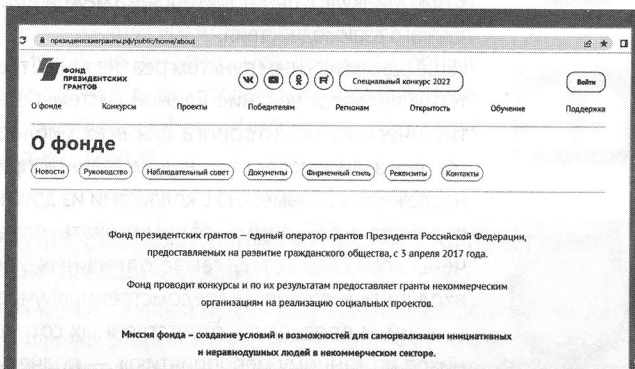 президентскиегранты.рф/public/home/about
ФОНД
ПРЕЗИДЕНТСКИХ
ГРАНТОВ
Специальный конкурс 2022
Войти
О фонде Конкурсы Проекты Победителям Регионам Открытость Обучение Поддержка
О фонде
Новости Руководство Наблюдательный совет Документы Фирменный стиль Реквизиты Контакты
Фонд президентских грантов – единый оператор грантов Президента Российской Федерации,
предоставляемых на развитие гражданского общества, с 3 апреля 2017 года.
Фонд проводит конкурсы и по их результатам предоставляет гранты некоммерческим
организациям на реализацию социальных проектов.
Миссия фонда – создание условий и возможностей для самореализации инициативных
и неравнодушных людей в некоммерческом секторе.